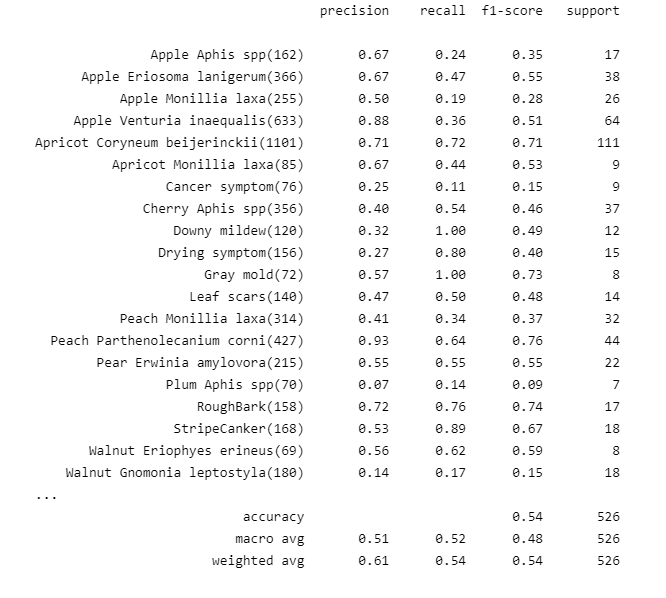 precision recall f1-score support
Apple Aphis spp(162) 0.67 0.24 0.35 17
Apple Eriosoma lanigerum(366) 0.67 0.47 0.55 38
Apple Monillia laxa(255) 0.50 0.19 0.28 26
Apple Venturia inaequalis(633) 0.88 0.36 0.51 64
Apricot Coryneum beijerinckii(1101) 0.71 0.72 0.71 111
Apricot Monillia laxa(85) 0.67 0.44 0.53 9
Cancer symptom(76) 0.25 0.11 0.15 9
Cherry Aphis spp(356) 0.40 0.54 0.46 37
Downy mildew(120) 0.32 1.00 0.49 12
Drying symptom(156) 0.27 0.80 0.40 15
Gray mold(72) 0.57 1.00 0.73 8
Leaf scars(140) 0.47 0.50 0.48 14
Peach Monillia laxa(314) 0.41 0.34 0.37 32
Peach Parthenolecanium corni(427) 0.93 0.64 0.76 44
Pear Erwinia amylovora(215) 0.55 0.55 0.55 22
Plum Aphis spp(70) 0.07 0.14 0.09 7
RoughBark(158) 0.72 0.76 0.74 17
StripeCanker(168) 0.53 0.89 0.67 18
Walnut Eriophyes erineus(69) 0.56 0.62 0.59 8
Walnut Gnomonia leptostyla(180) 0.14 0.17 0.15 18
...
accuracy 0.54 526
macro avg 0.51 0.52 0.48 526
weighted avg 0.61 0.54 0.54 526